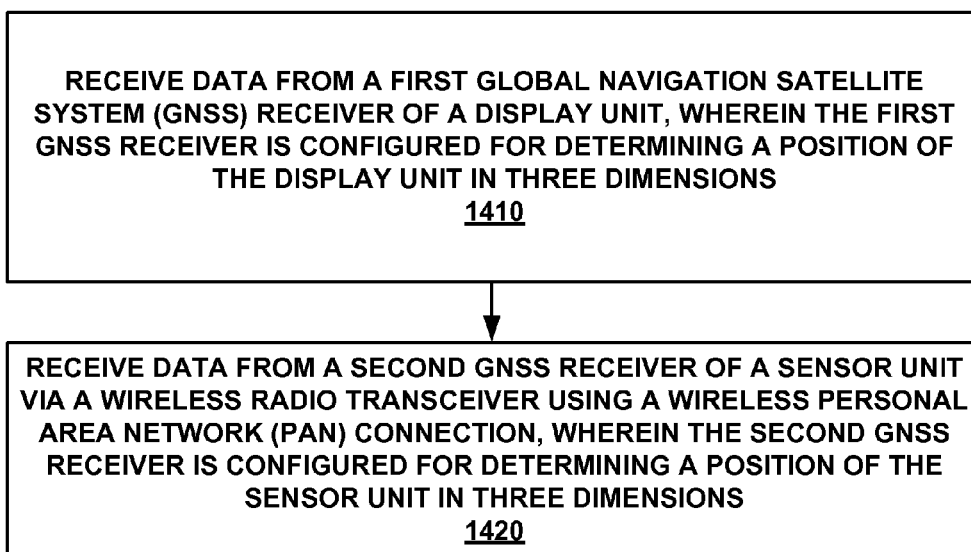 RECEIVE DATA FROM A FIRST GLOBAL NAVIGATION SATELLITE
SYSTEM (GNSS) RECEIVER OF A DISPLAY UNIT, WHEREIN THE FIRST
GNSS RECEIVER IS CONFIGURED FOR DETERMINING A POSITION OF
THE DISPLAY UNIT IN THREE DIMENSIONS
1410
RECEIVE DATA FROM A SECOND GNSS RECEIVER OF A SENSOR UNIT
VIA A WIRELESS RADIO TRANSCEIVER USING A WIRELESS PERSONAL
AREA NETWORK (PAN) CONNECTION, WHEREIN THE SECOND GNSS
RECEIVER IS CONFIGURED FOR DETERMINING A POSITION OF THE
SENSOR UNIT IN THREE DIMENSIONS
1420